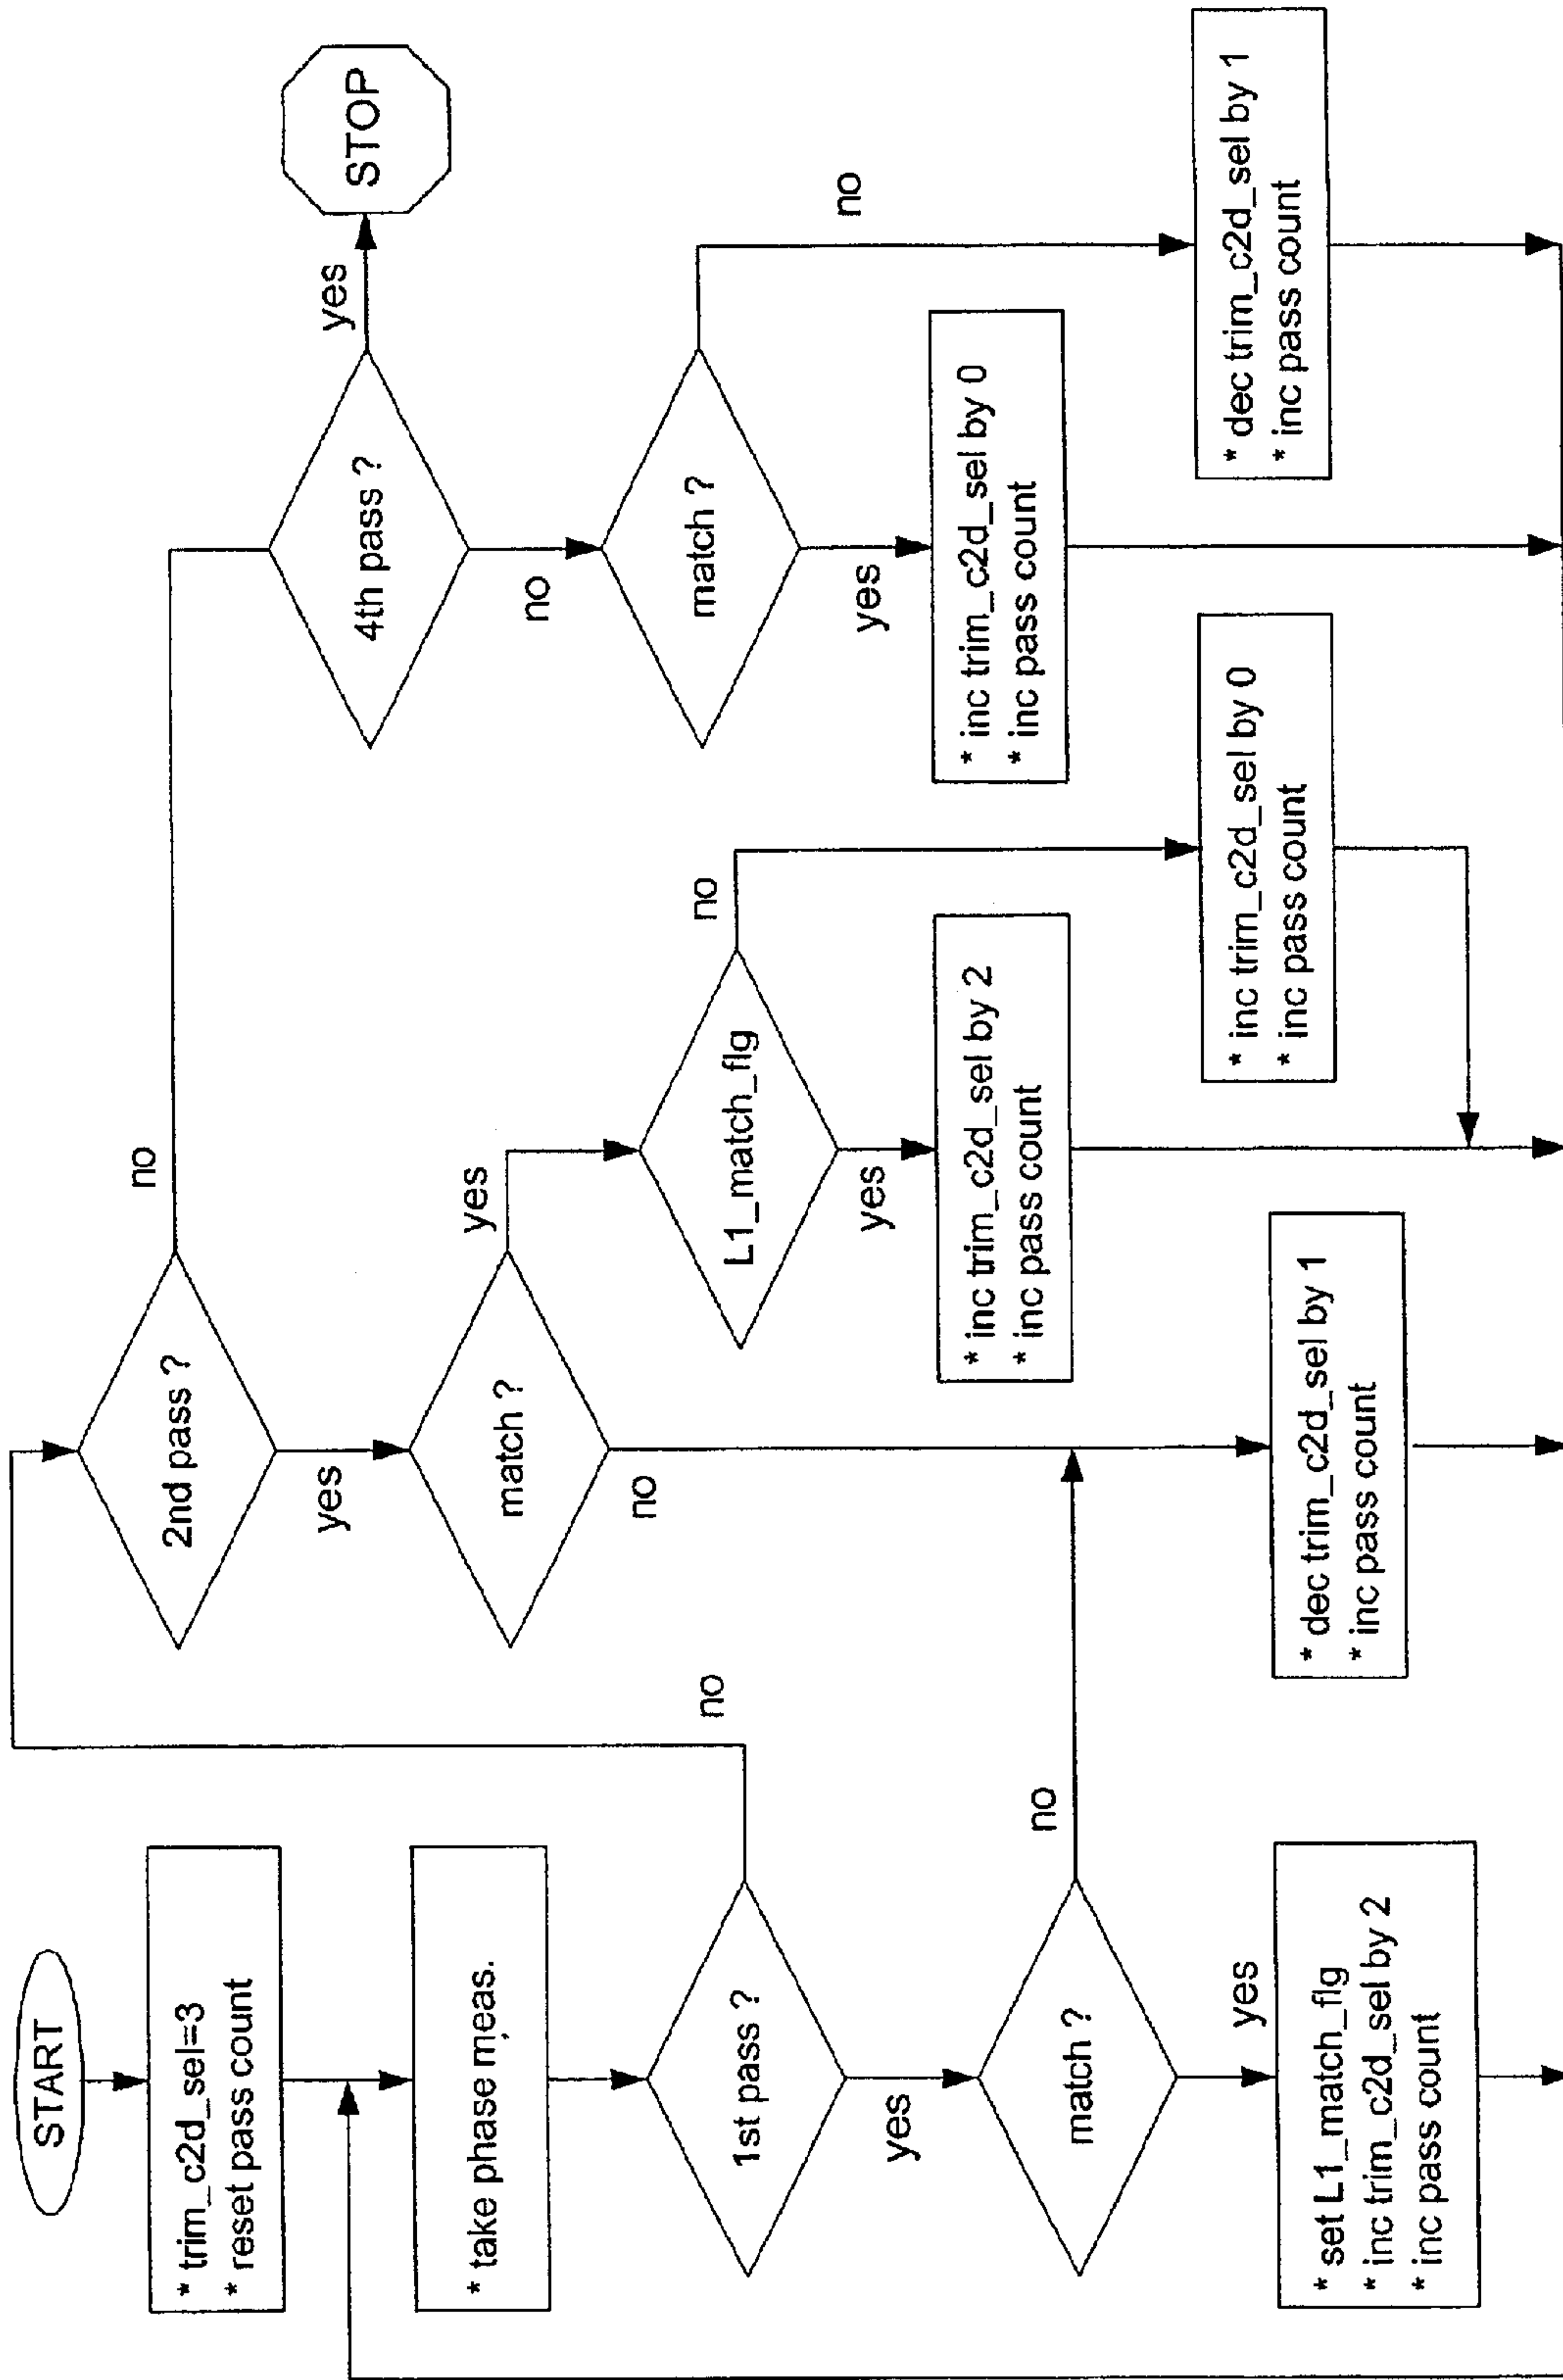 START
* trim_c2d_sel=3
* reset pass count
* take phase meas.
1st pass ?
no
yes
match ?
no
yes
* set L1_match_flg
* inc trim_c2d_sel by 2
* inc pass count
2nd pass ?
no
yes
match ?
yes
no
* dec trim_c2d_sel by 1
* inc pass count
L1_match_flg
no
yes
* inc trim_c2d_sel by 2
* inc pass count
* inc trim_c2d_sel by 0
* inc pass count
4th pass ?
yes
STOP
no
match ?
no
yes
* inc trim_c2d_sel by 0
* inc pass count
* dec trim_c2d_sel by 1
* inc pass count